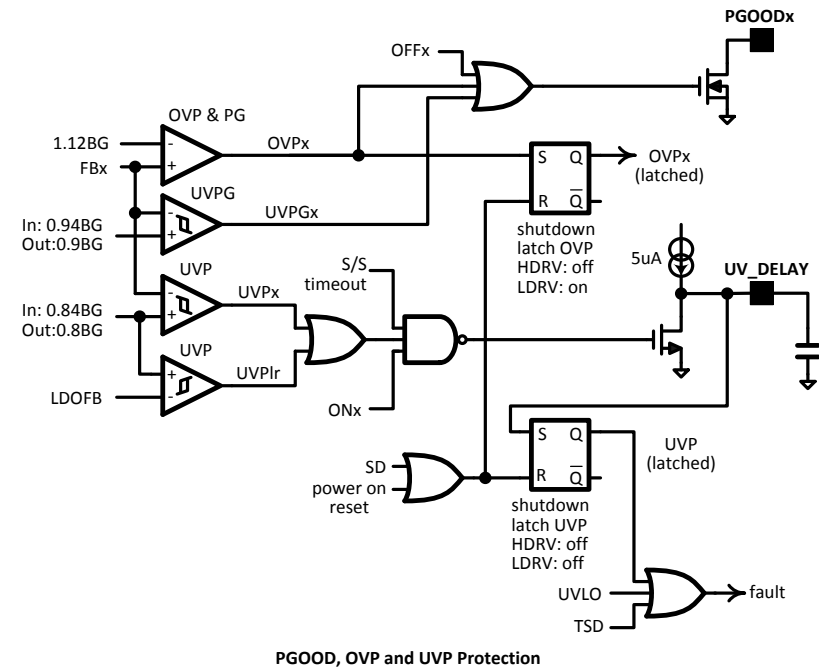 PGOODx
OFFx
OVP & PG
1.12BG
-
OVPx
FBx
+
S
Q
OVPx
(latched)
UVPG
R
Q
In: 0.94BG
-
UVPGx
Out:0.9BG
+
shutdown
latch OVP
HDRV: off
LDRV: on
5uA
UV_DELAY
S/S
timeout
UVP
-
UVPx
In: 0.84BG
+
Out:0.8BG
UVP
+
UVPlr
LDOFB
-
ONx
S
Q
UVP
(latched)
SD
power on
reset
R
Q
shutdown
latch UVP
HDRV: off
LDRV: off
UVLO
fault
TSD
PGOOD, OVP and UVP Protection